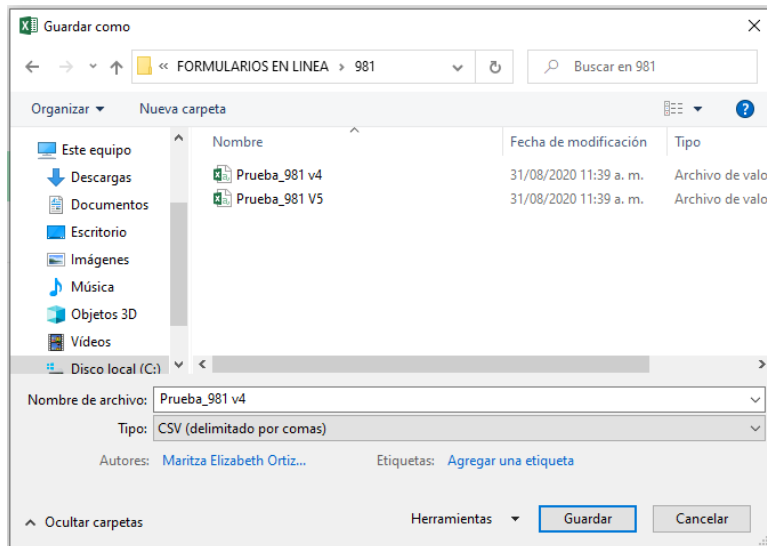 Guardar como
« FORMULARIOS EN LINEA > 981
Buscar en 981
Organizar
Nueva carpeta
Este equipo
Descargas
Documentos
Escritorio
Imágenes
Música
Objetos 3D
Vídeos
Disco local (C:)
Nombre Fecha de modificación Tipo
Prueba_981 v4 31/08/2020 11:39 a. m. Archivo de valo
Prueba_981 V5 31/08/2020 11:39 a. m. Archivo de valo
Nombre de archivo: Prueba_981 v4
Tipo: CSV (delimitado por comas)
Autores: Maritza Elizabeth Ortiz... Etiquetas: Agregar una etiqueta
Ocultar carpetas Herramientas Guardar Cancelar